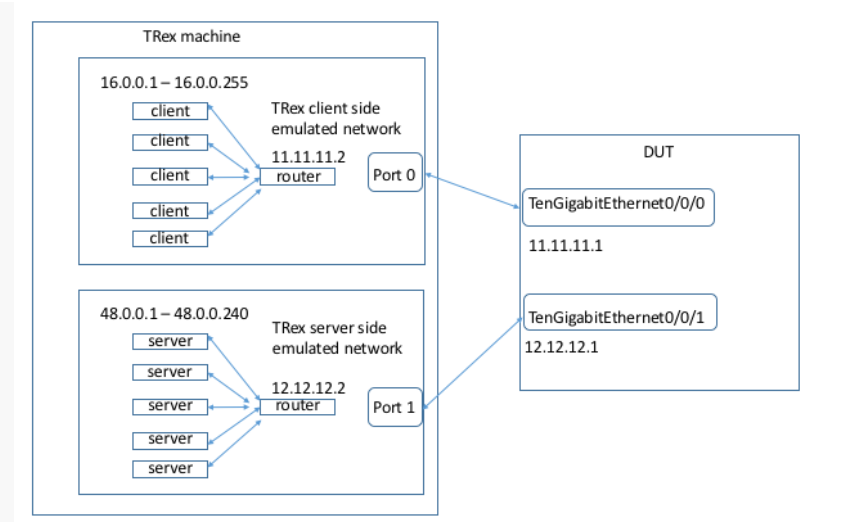 TRex machine
16.0.0.1 – 16.0.0.255
client
client
client
client
client
TRex client side
emulated network
11.11.11.2
router
Port 0
48.0.0.1 – 48.0.0.240
server
server
server
server
server
TRex server side
emulated network
12.12.12.2
router
Port 1
DUT
TenGigabitEthernet0/0/0
11.11.11.1
TenGigabitEthernet0/0/1
12.12.12.1